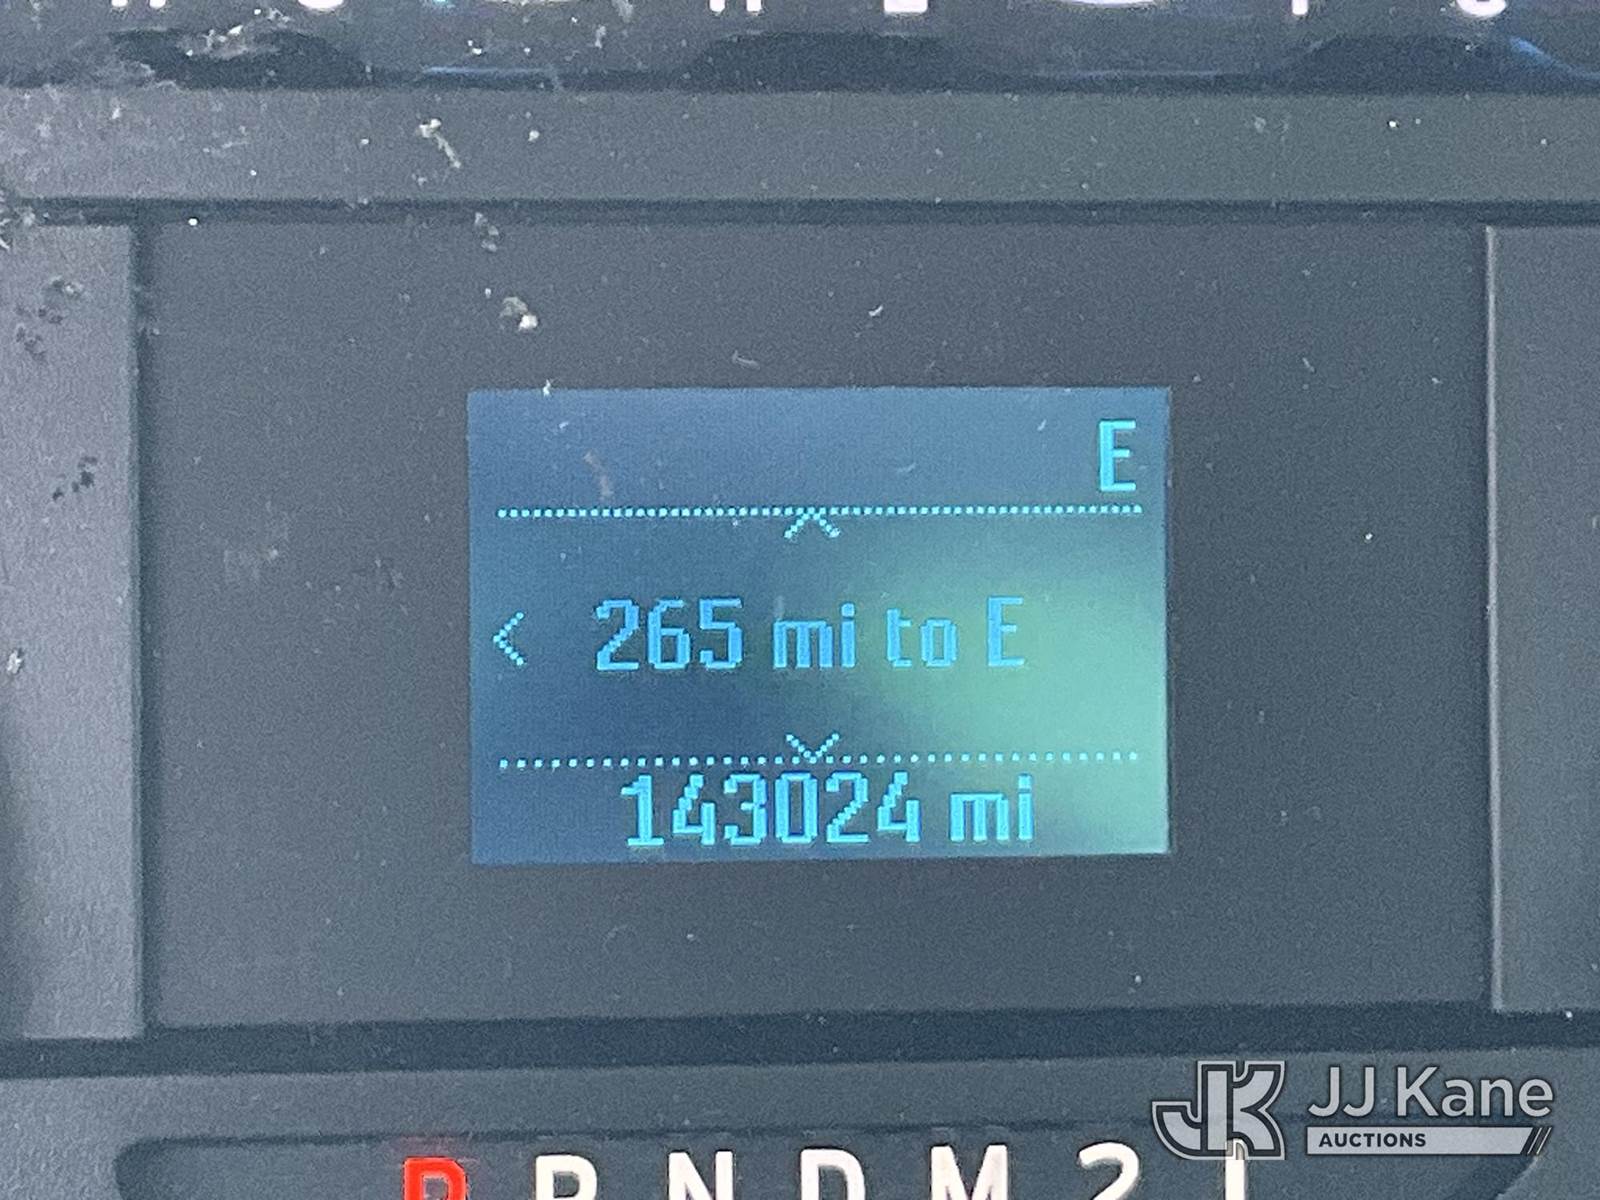 E
265 mi to E
143024 mi
P R N D M 2 1
JJ Kane
AUCTIONS